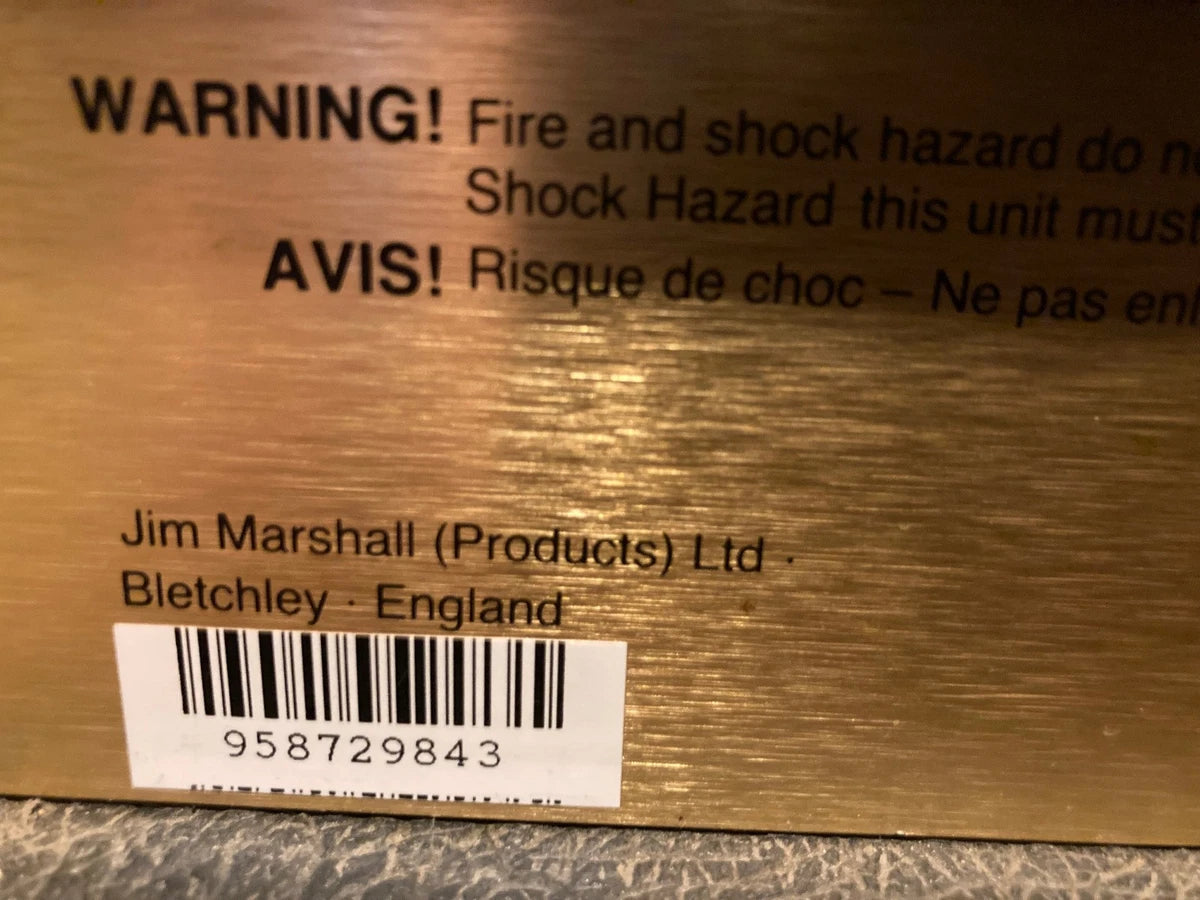 WARNING! Fire and shock hazard do
Shock Hazard this unit must
AVIS! Risque de choc – Ne pas
Jim Marshall (Products) Ltd ·
Bletchley · England
958729843